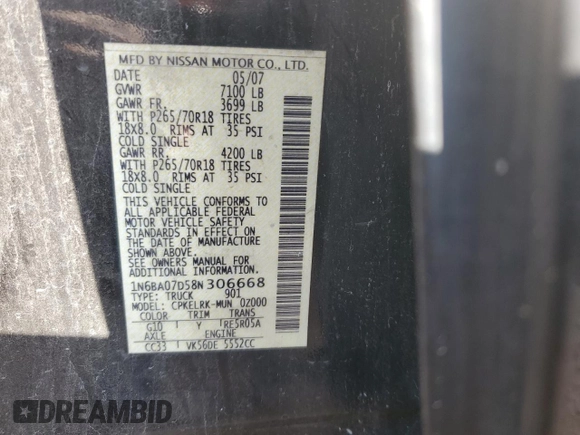 MFD BY NISSAN MOTOR CO., LTD.
DATE 05/07
GVWR 7100 LB
GAWR FR. 3699 LB
WITH P265/70R18 TIRES
18X8.0 RIMS AT 35 PSI
COLD SINGLE
GAWR RR. 4200 LB
WITH P265/70R18 TIRES
18X8.0 RIMS AT 35 PSI
COLD SINGLE
THIS VEHICLE CONFORMS TO
ALL APPLICABLE FEDERAL
MOTOR VEHICLE SAFETY
STANDARDS IN EFFECT ON
THE DATE OF MANUFACTURE
SHOWN ABOVE.
SEE OWNERS MANUAL FOR
ADDITIONAL INFORMATION.
1N6BA07D58N306668
TYPE: TRUCK 901
MODEL: CPKELRK-MUN 02000
COLOR TRIM TRANS
G10 Y RE5R05A
AXLE ENGINE
CC33 VK56DE 5552CC
DREAMBID